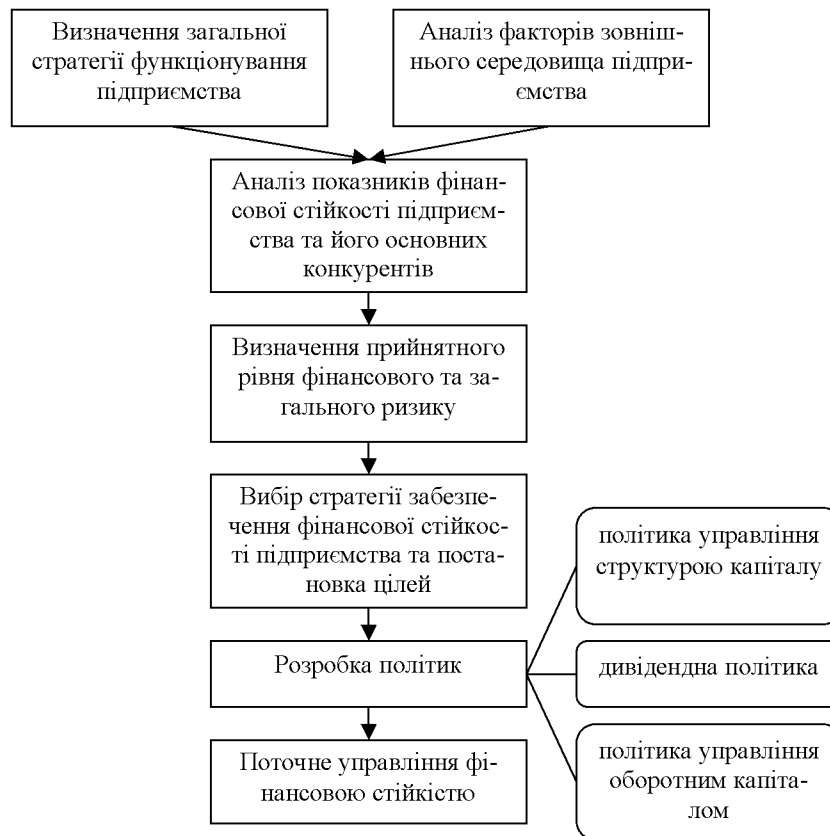 Визначення загальної
стратегії функціонування
підприємства
Аналіз факторів зовніш-
нього середовища підпри-
ємства
Аналіз показників фінан-
сової стійкості підприєм-
ства та його основних
конкурентів
Визначення прийнятного
рівня фінансового та за-
гального ризику
Вибір стратегії забезпе-
чення фінансової стійкос-
ті підприємства та поста-
новка цілей
Розробка політик
Поточне управління фі-
нансовою стійкістю
політика управління
структурою капіталу
дивідендна політика
політика управління
оборотним капіта-
лом